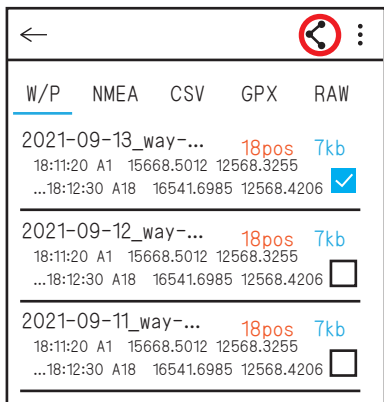 W/P NMEA CSV GPX RAW
2021-09-13_way-... 18pos 7kb
18:11:20 A1 15668.5012 12568.3255
...18:12:30 A18 16541.6985 12568.4206
2021-09-12_way-... 18pos 7kb
18:11:20 A1 15668.5012 12568.3255
...18:12:30 A18 16541.6985 12568.4206
2021-09-11_way-... 18pos 7kb
18:11:20 A1 15668.5012 12568.3255
...18:12:30 A18 16541.6985 12568.4206